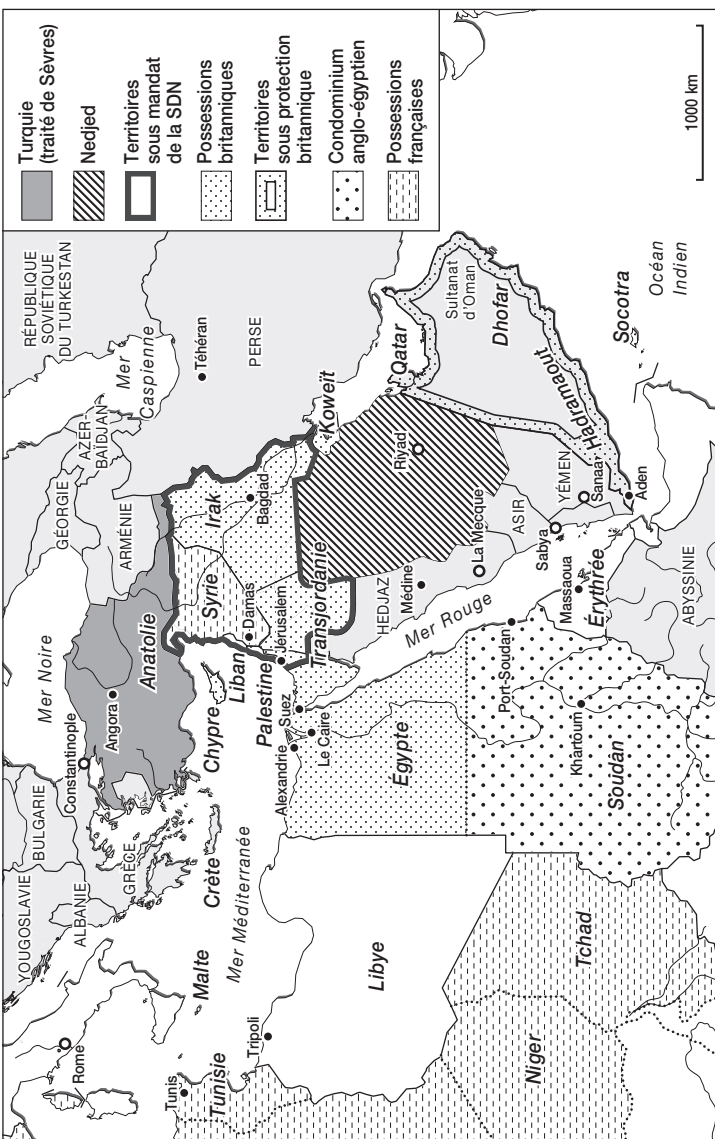 Turquie
(traité de Sèvres)
Nedjed
Territoires
sous mandat
de la SDN
Possessions
britanniques
Territoires
sous protection
britannique
Condominium
anglo-égyptien
Possessions
françaises
1000 km
YOUGOSLAVIE
BULGARIE
ALBANIE
GRÈCE
Rome
Constantinople
Mer Noire
GÉORGIE
ARMÉNIE
AZER-
BAÏDJAN
RÉPUBLIQUE
SOVIÉTIQUE
DU TURKESTAN
Mer
Caspienne
Téhéran
PERSE
Angora
Anatolie
Malte
Crète
Chypre
Mer Méditerranée
Tunis
Tunisie
Tripoli
Syrie
Irak
Liban
Damas
Bagdad
Palestine
Jérusalem
Transjordanie
Koweït
Alexandrie
Suez
Le Caire
Libye
Égypte
HEDJAZ
Médine
La Mecque
Mer Rouge
Riyad
Qatar
Sultanat
d'Oman
Dhofar
Hadramaout
ASIR
Sabya
YÉMEN
Sanaar
Aden
Socotra
Océan
Indien
Port-Soudan
Khartoum
Soudan
Massaoua
Érythrée
ABYSSINIE
Niger
Tchad